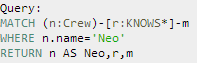 Query:
MATCH (n:Crew)-[r:KNOWS*]-m
WHERE n.name='Neo'
RETURN n AS Neo,r,m